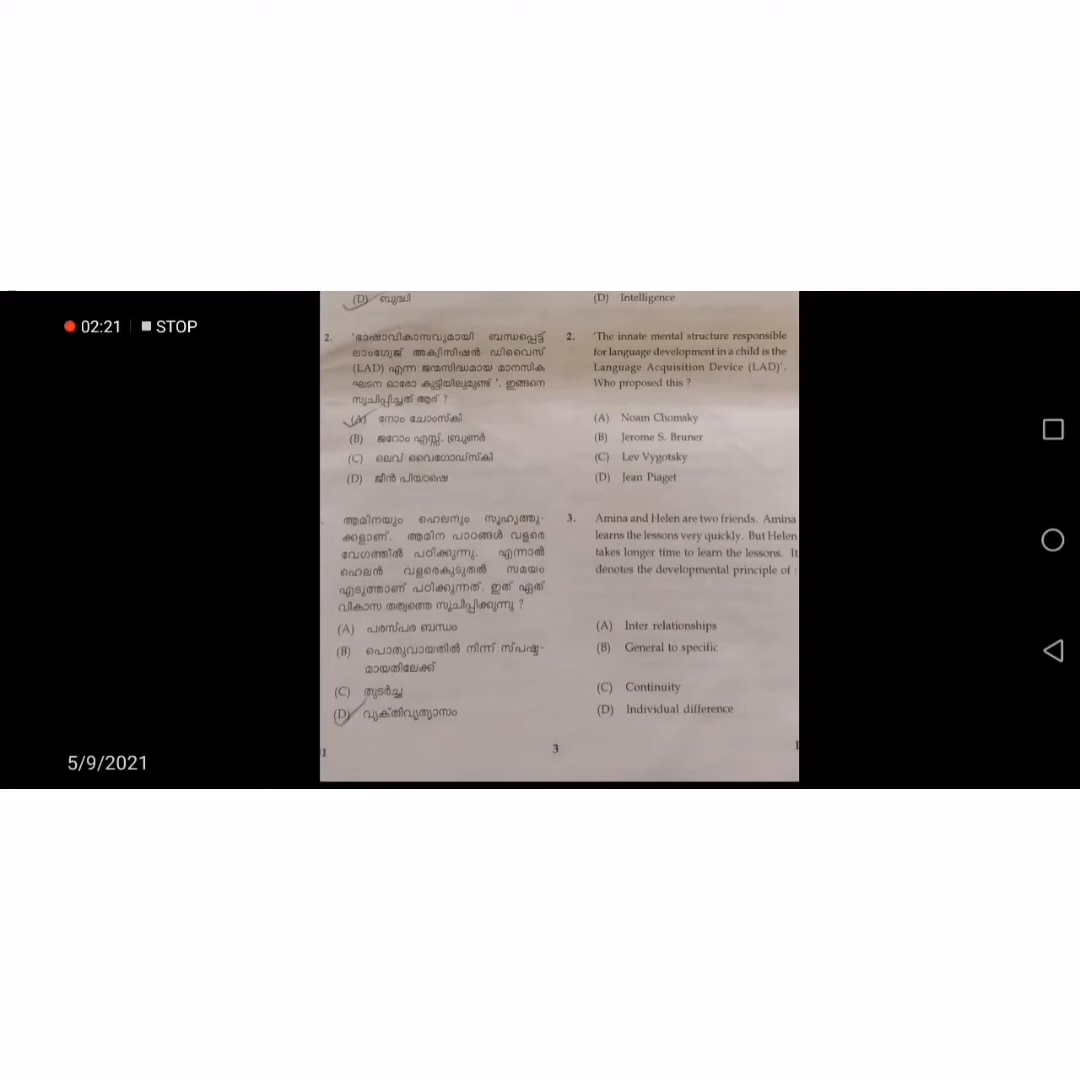 02:21 STOP
(D) ബുദ്ധി
2. 'ഭാഷാവികാസവുമായി ബന്ധപ്പെട്ട്
ലാംഗ്വേജ് അക്വിസിഷൻ ഡിവൈസ്
(LAD) എന്ന ജന്മസിദ്ധമായ മാനസിക
ഘടന ഓരോ കുട്ടിയിലുമുണ്ട് '. ഇങ്ങനെ
സൂചിപ്പിച്ചത് ആര് ?
(A) നോം ചോംസ്കി
(B) ജറോം എസ്സ്. ബ്രൂണർ
(C) ലെവ് വൈഗോഡ്സ്കി
(D) ജീൻ പിയാഷെ
ആമിനയും ഹെലനും സുഹൃത്തു-
ക്കളാണ്. ആമിന പാഠങ്ങൾ വളരെ
വേഗത്തിൽ പഠിക്കുന്നു. എന്നാൽ
ഹെലൻ വളരെകൂടുതൽ സമയം
എടുത്താണ് പഠിക്കുന്നത്. ഇത് ഏത്
വികാസ തത്വത്തെ സൂചിപ്പിക്കുന്നു ?
(A) പരസ്പര ബന്ധം
(B) പൊതുവായതിൽ നിന്ന് സ്പഷ്ട-
മായതിലേക്ക്
(C) തുടർച്ച
(D) വ്യക്തിവ്യത്യാസം
(D) Intelligence
2. 'The innate mental structure responsible
for language development in a child is the
Language Acquisition Device (LAD)'.
Who proposed this ?
(A) Noam Chomsky
(B) Jerome S. Bruner
(C) Lev Vygotsky
(D) Jean Piaget
3. Amina and Helen are two friends. Amina
learns the lessons very quickly. But Helen
takes longer time to learn the lessons. It
denotes the developmental principle of :
(A) Inter relationships
(B) General to specific
(C) Continuity
(D) Individual difference
1 3
5/9/2021